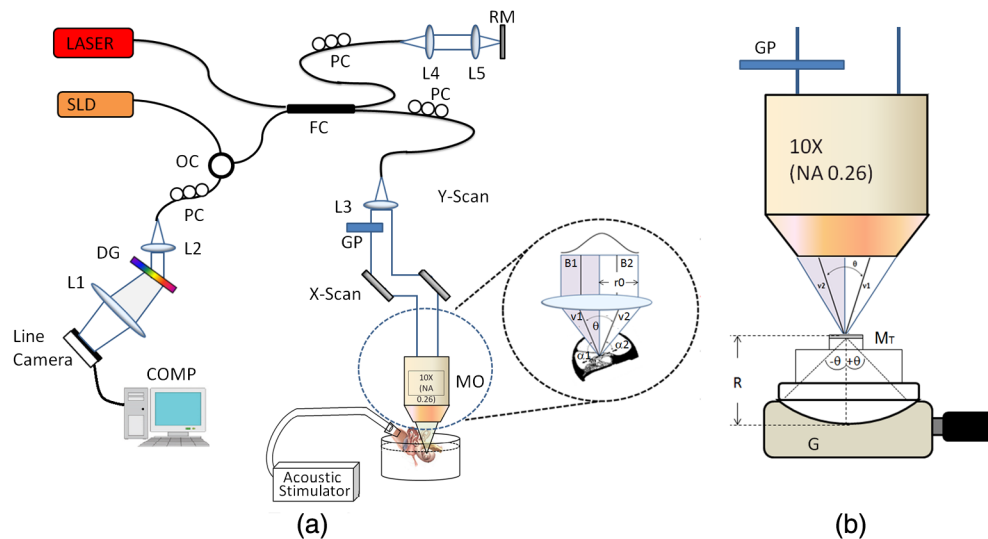 LASER
SLD
OC
PC
FC
PC
PC
L4
L5
RM
DG
L2
L1
Line
Camera
COMP
L3
GP
Y-Scan
X-Scan
MO
10X
(NA
0.26)
Acoustic
Stimulator
B1
B2
r0
v1
v2
θ
α1
α2
(a)
GP
10X
(NA 0.26)
θ
v2
v1
MT
R
-θ
+θ
G
(b)